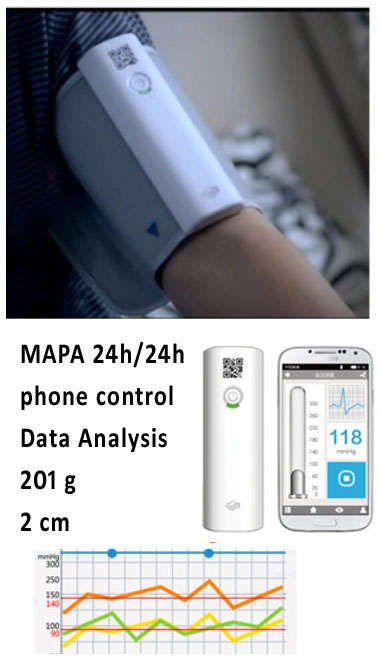 MAPA 24h/24h
phone control
Data Analysis
201 g
2 cm
118
mmHg
mmHg
300
250
150
140
100
90
50